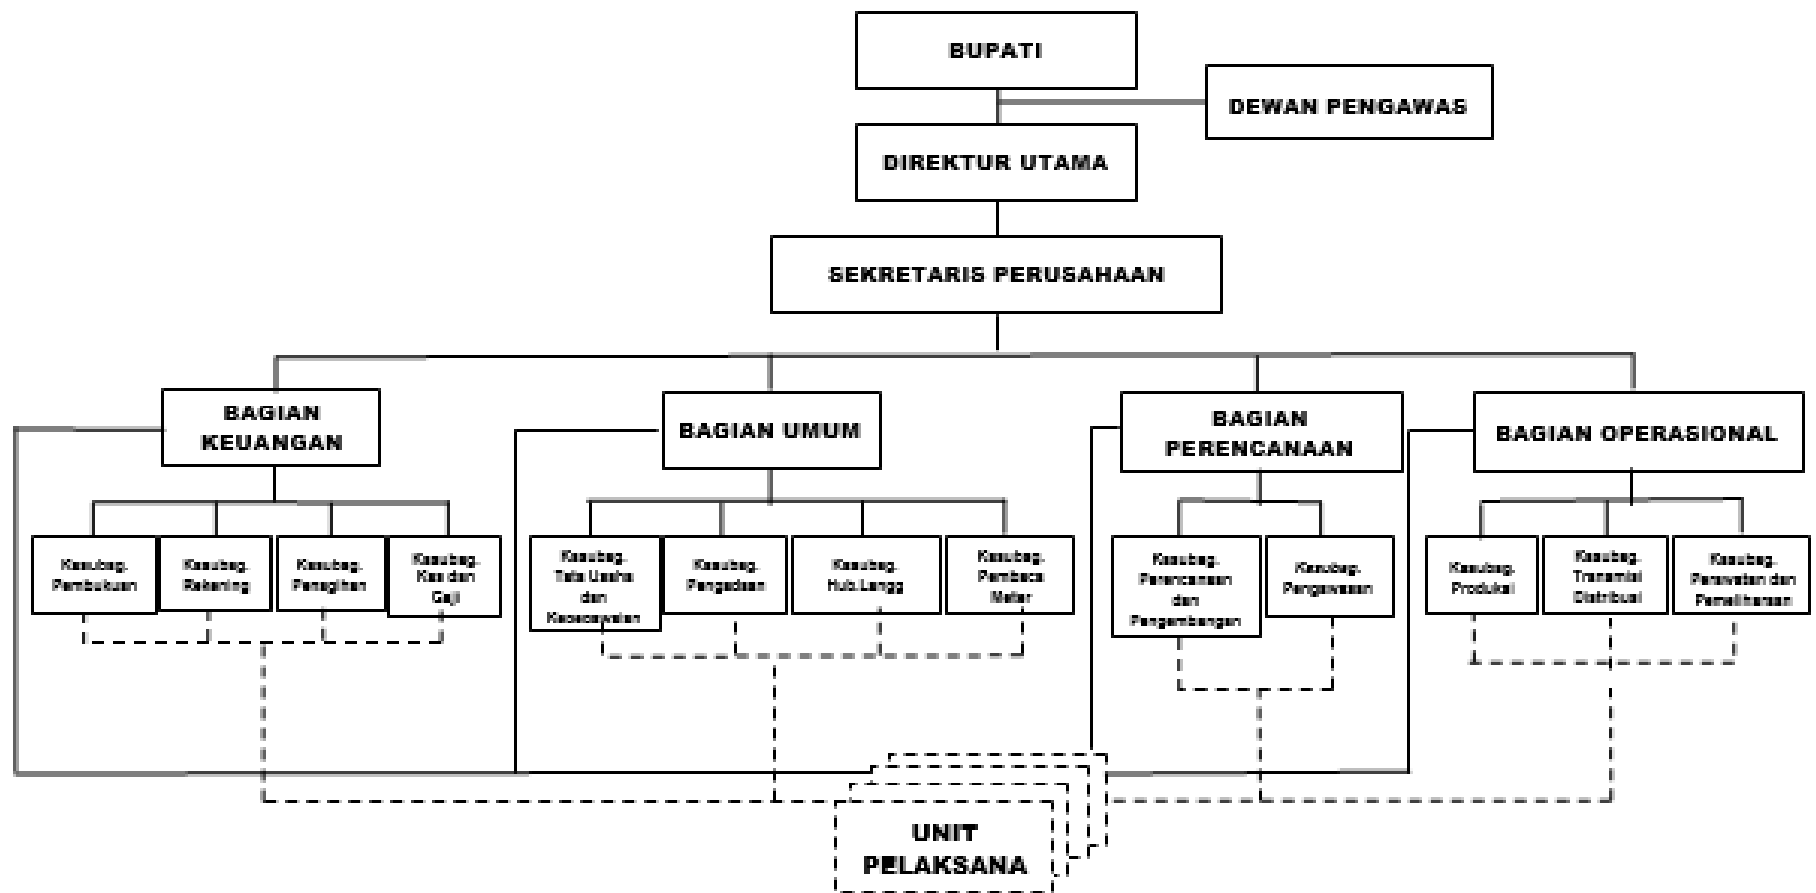 BUPATI
DEWAN PENGAWAS
DIREKTUR UTAMA
SEKRETARIS PERUSAHAAN
BAGIAN
KEUANGAN
BAGIAN UMUM
BAGIAN
PERENCANAAN
BAGIAN OPERASIONAL
Kasubag.
Pembukuan
Kasubag.
Rekening
Kasubag.
Penagihan
Kasubag.
Kas dan
Gaji
Kasubag.
Tata Usaha
dan
Kasubag.
Pengadaan
Kasubag.
Hub.Langg
Kasubag.
Pembaca
Meter
Kasubag.
Perencanaan
dan
Pengembangan
Kasubag.
Pengawasan
Kasubag.
Produksi
Kasubag.
Transmisi
Distribusi
Kasubag.
Perawatan dan
Pemeliharaan
UNIT
PELAKSANA